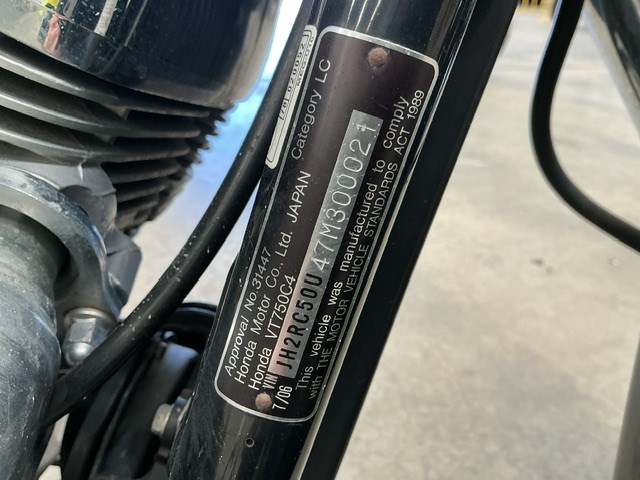 Approval No.31447
Honda Motor Co., Ltd. JAPAN Category LC
Honda VT750C4
VIN JH2RC50U47M300021
7/06 This vehicle was manufactured to comply
with THE MOTOR VEHICLE STANDARDS ACT 1989